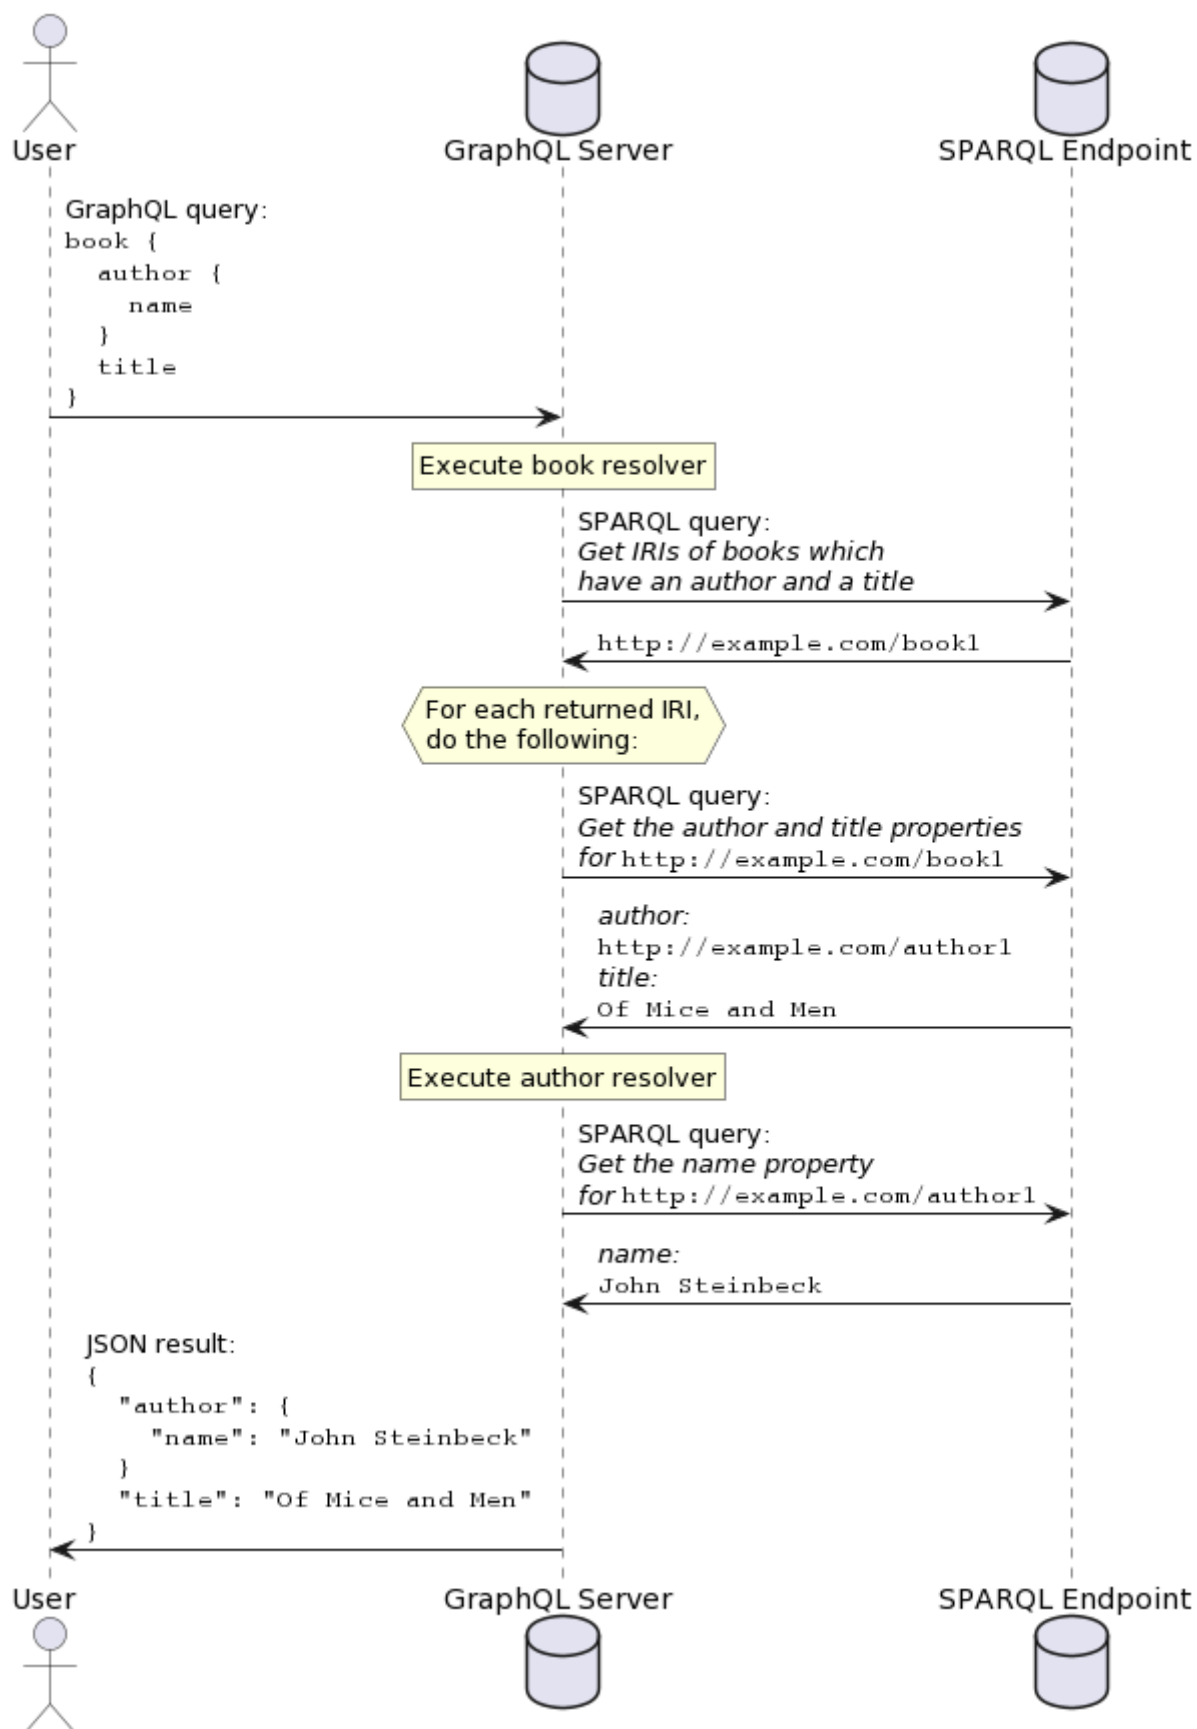 User
GraphQL Server
SPARQL Endpoint
GraphQL query:
book {
  author {
    name
  }
  title
}
Execute book resolver
SPARQL query:
Get IRIs of books which
have an author and a title
http://example.com/book1
For each returned IRI,
do the following:
SPARQL query:
Get the author and title properties
for http://example.com/book1
author:
http://example.com/author1
title:
Of Mice and Men
Execute author resolver
SPARQL query:
Get the name property
for http://example.com/author1
name:
John Steinbeck
JSON result:
{
  "author": {
    "name": "John Steinbeck"
  }
  "title": "Of Mice and Men"
}
User
GraphQL Server
SPARQL Endpoint